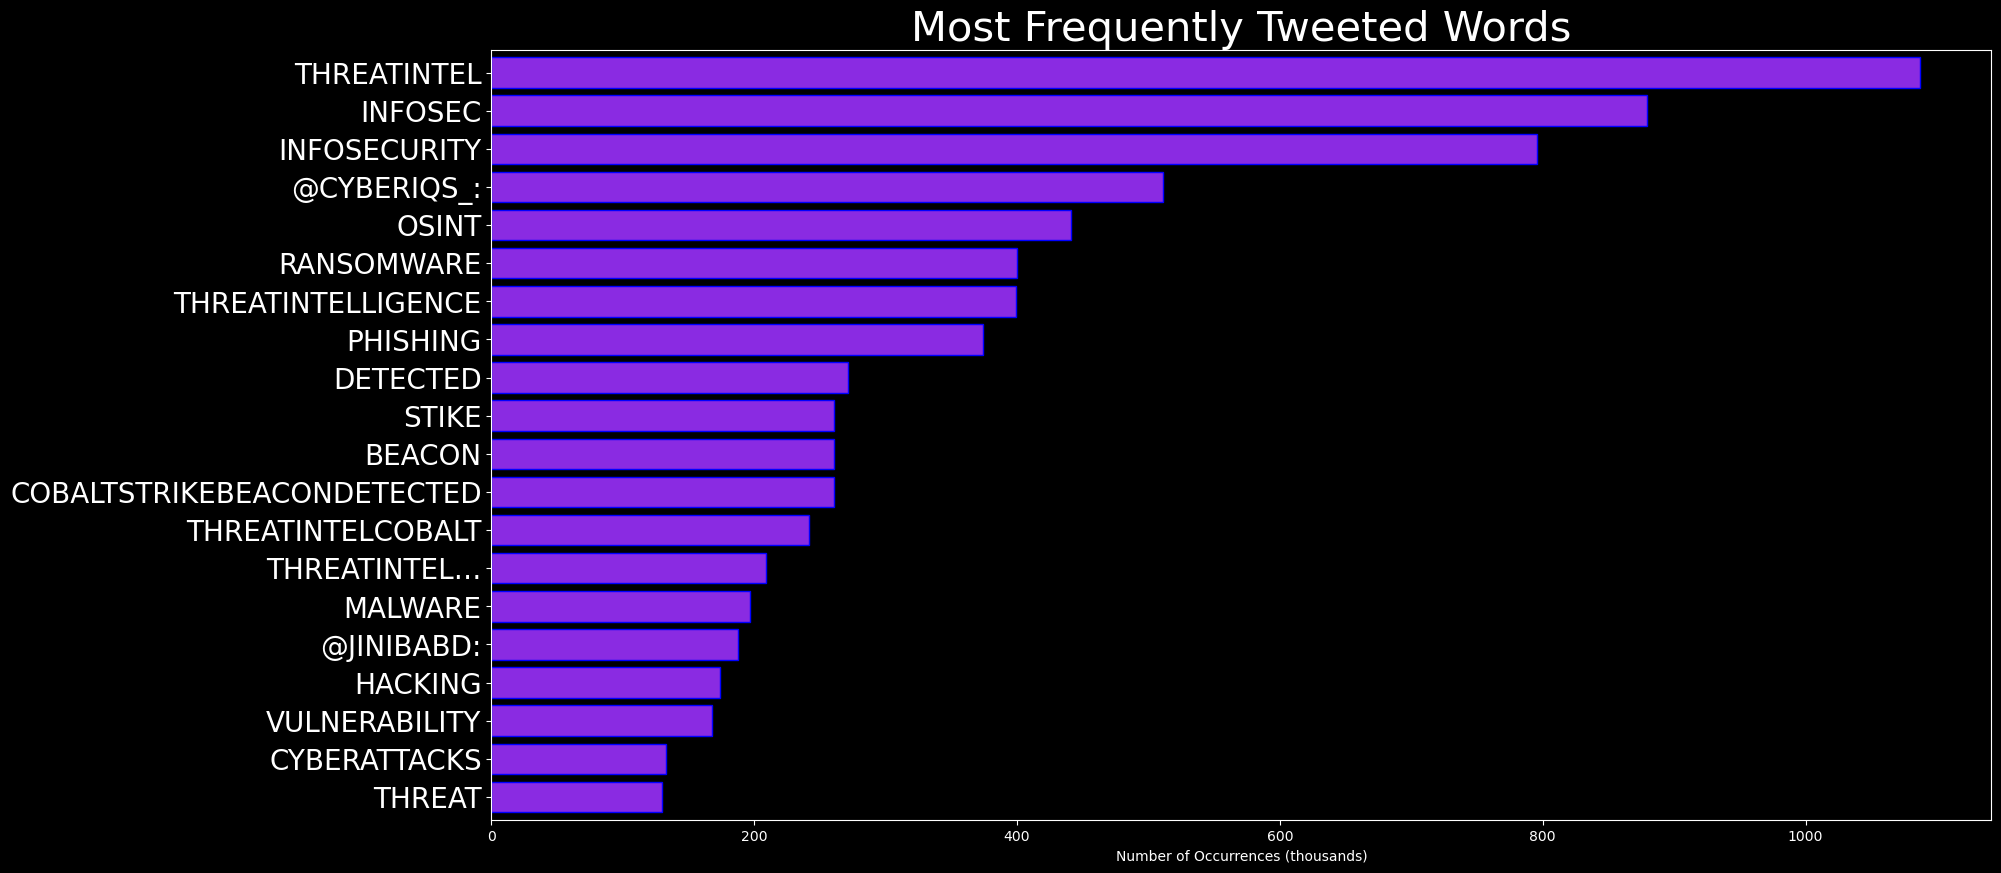 Most Frequently Tweeted Words
THREATINTEL
INFOSEC
INFOSECURITY
@CYBERIQS_:
OSINT
RANSOMWARE
THREATINTELLIGENCE
PHISHING
DETECTED
STIKE
BEACON
COBALTSTRIKEBEACONDETECTED
THREATINTELCOBALT
THREATINTEL…
MALWARE
@JINIBABD:
HACKING
VULNERABILITY
CYBERATTACKS
THREAT
0 200 400 600 800 1000
Number of Occurrences (thousands)